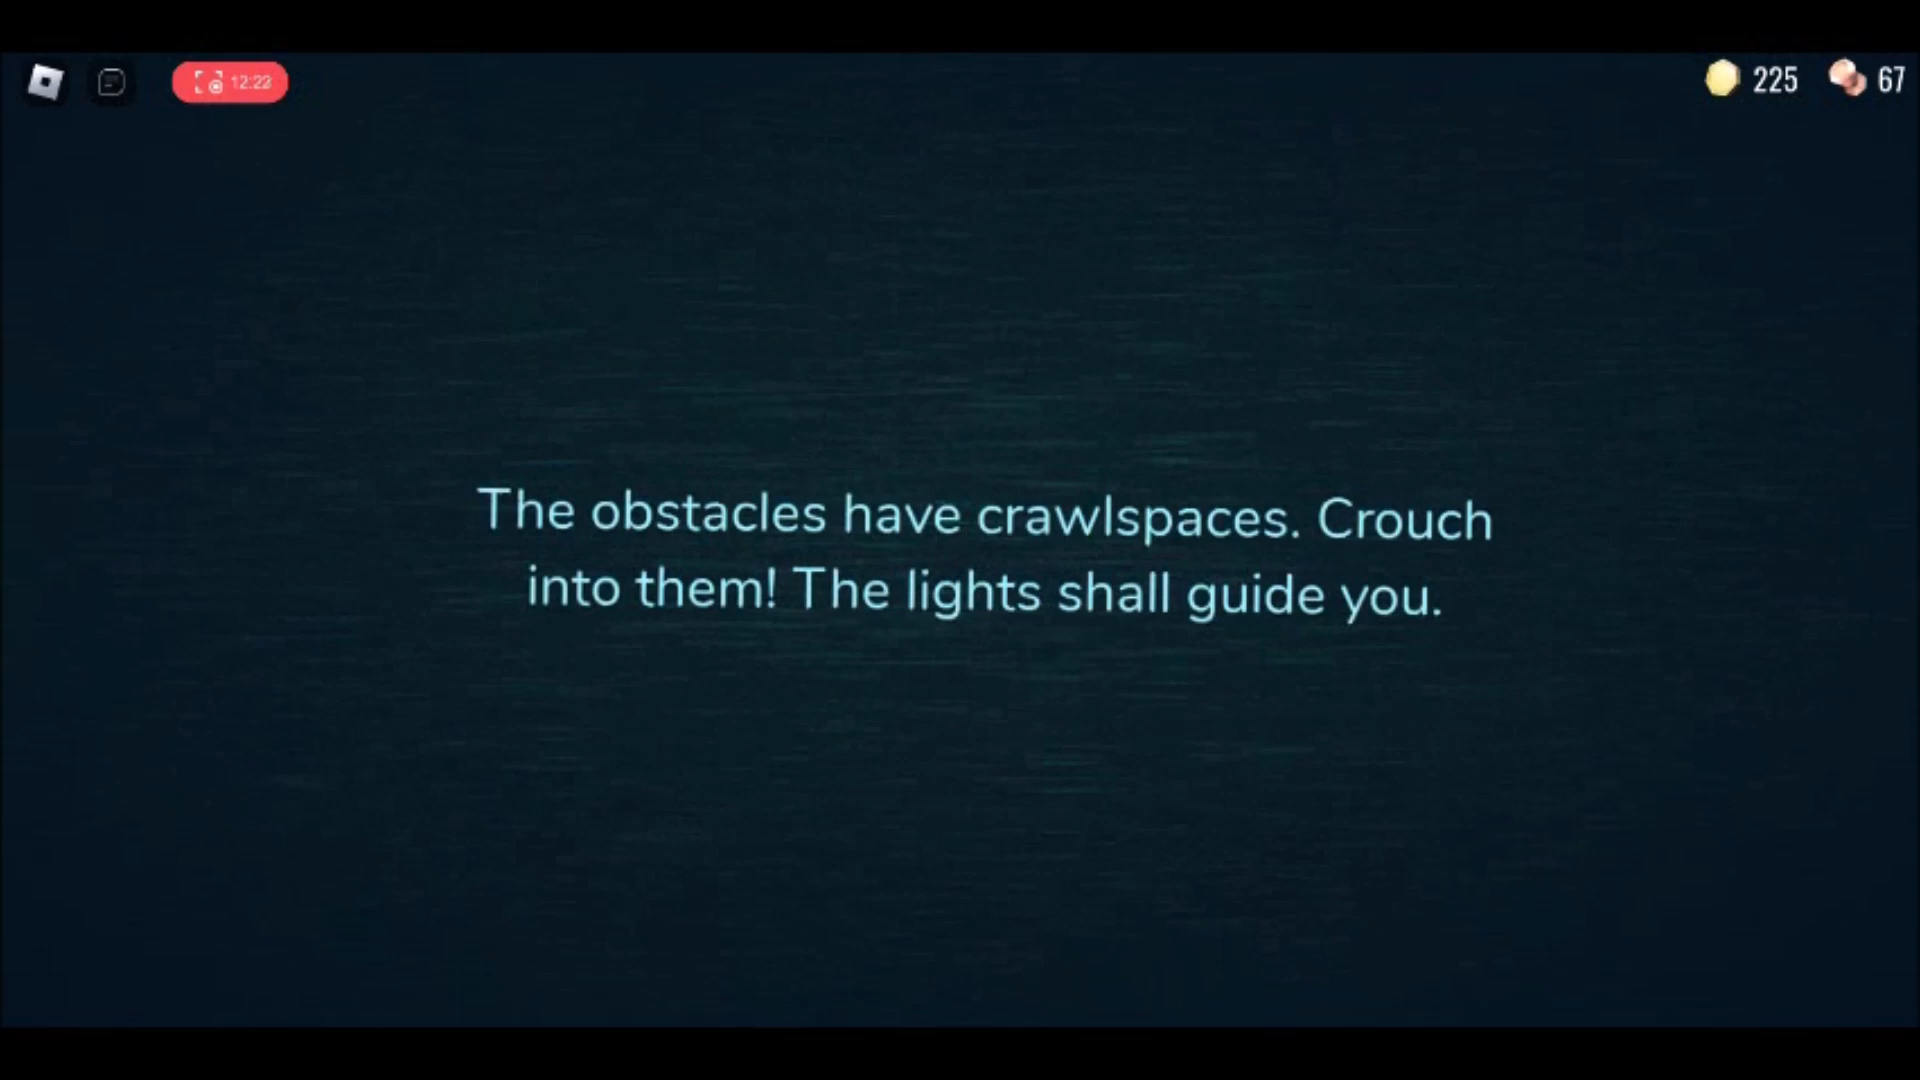 12:22
225
67
The obstacles have crawlspaces. Crouch
into them! The lights shall guide you.